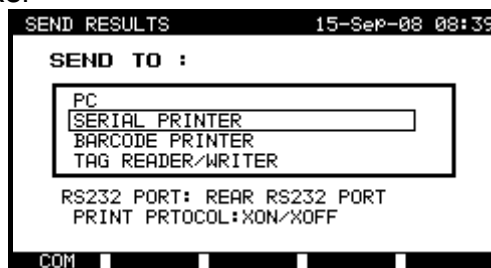 SEND RESULTS 15-Sep-08 08:39
SEND TO :
PC
SERIAL PRINTER
BARCODE PRINTER
TAG READER/WRITER
RS232 PORT: REAR RS232 PORT
PRINT PRTOCOL:XON/XOFF
COM